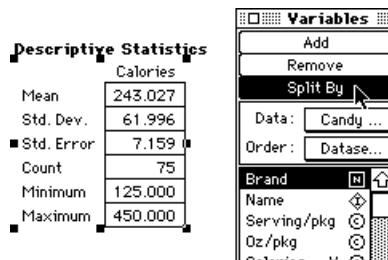 Descriptive Statistics
Calories
Mean 243.027
Std. Dev. 61.996
Std. Error 7.159
Count 75
Minimum 125.000
Maximum 450.000
Variables
Add
Remove
Split By
Data: Candy ...
Order: Datase...
Brand N
Name I
Serving/pkg C
Oz/pkg C